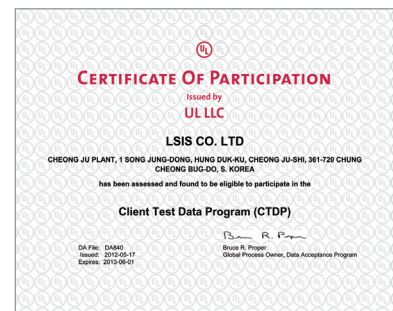 UL
CERTIFICATE OF PARTICIPATION
Issued by
UL LLC
LSIS CO. LTD
CHEONG JU PLANT, 1 SONG JUNG-DONG, HUNG DUK-KU, CHEONG JU-SHI, 361-720 CHUNG
CHEONG BUG-DO, S. KOREA
has been assessed and found to be eligible to participate in the
Client Test Data Program (CTDP)
Ben R. Proper
DA File: DA840
Issued: 2012-05-17
Expires: 2013-06-01
Bruce R. Proper
Global Process Owner, Data Acceptance Program